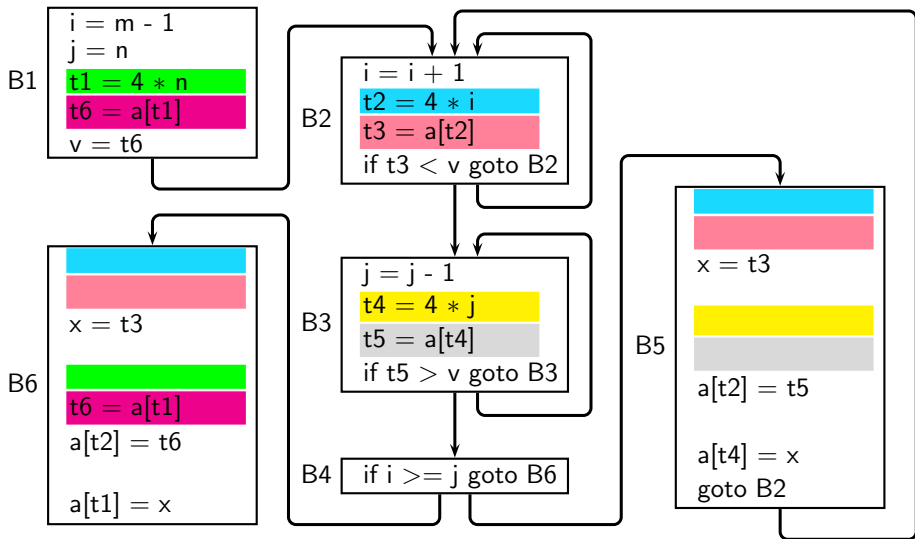 B1
i = m - 1
j = n
t1 = 4 * n
t6 = a[t1]
v = t6
B2
i = i + 1
t2 = 4 * i
t3 = a[t2]
if t3 < v goto B2
B3
j = j - 1
t4 = 4 * j
t5 = a[t4]
if t5 > v goto B3
B4
if i >= j goto B6
B5
x = t3
a[t2] = t5
a[t4] = x
goto B2
B6
x = t3
t6 = a[t1]
a[t2] = t6
a[t1] = x